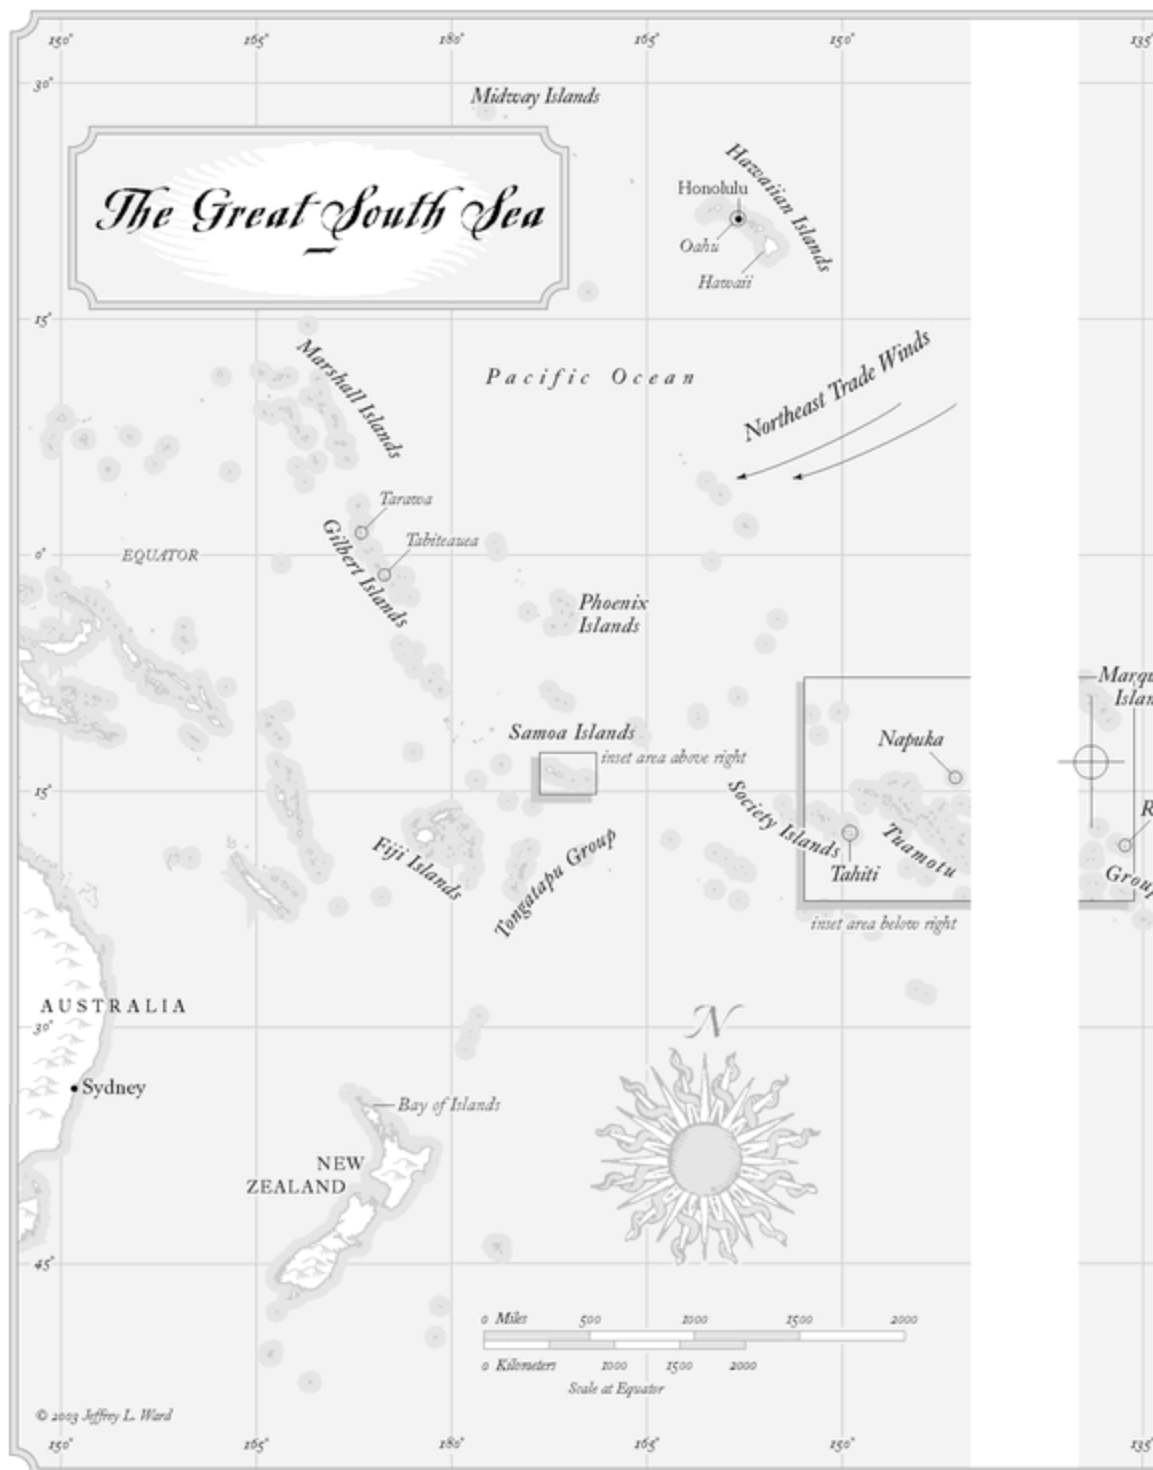 150° 165° 180° 165° 150° 135°
30°
Midway Islands
The Great South Sea
Hawaiian Islands
Honolulu
Oahu
Hawaii
15°
Marshall Islands
Pacific Ocean
Northeast Trade Winds
Tarawa
Tabiteauea
Gilbert Islands
0°
EQUATOR
Phoenix
Islands
Samoa Islands
inset area above right
Napuka
15°
Society Islands
Tahiti
Tuamotu
Group
Fiji Islands
Tongatapu Group
inset area below right
AUSTRALIA
30°
N
Sydney
Bay of Islands
NEW
ZEALAND
45°
0 Miles 500 1000 1500 2000
0 Kilometers 1000 1500 2000
Scale at Equator
© 2003 Jeffrey L. Ward
150° 165° 180° 165° 150° 135°